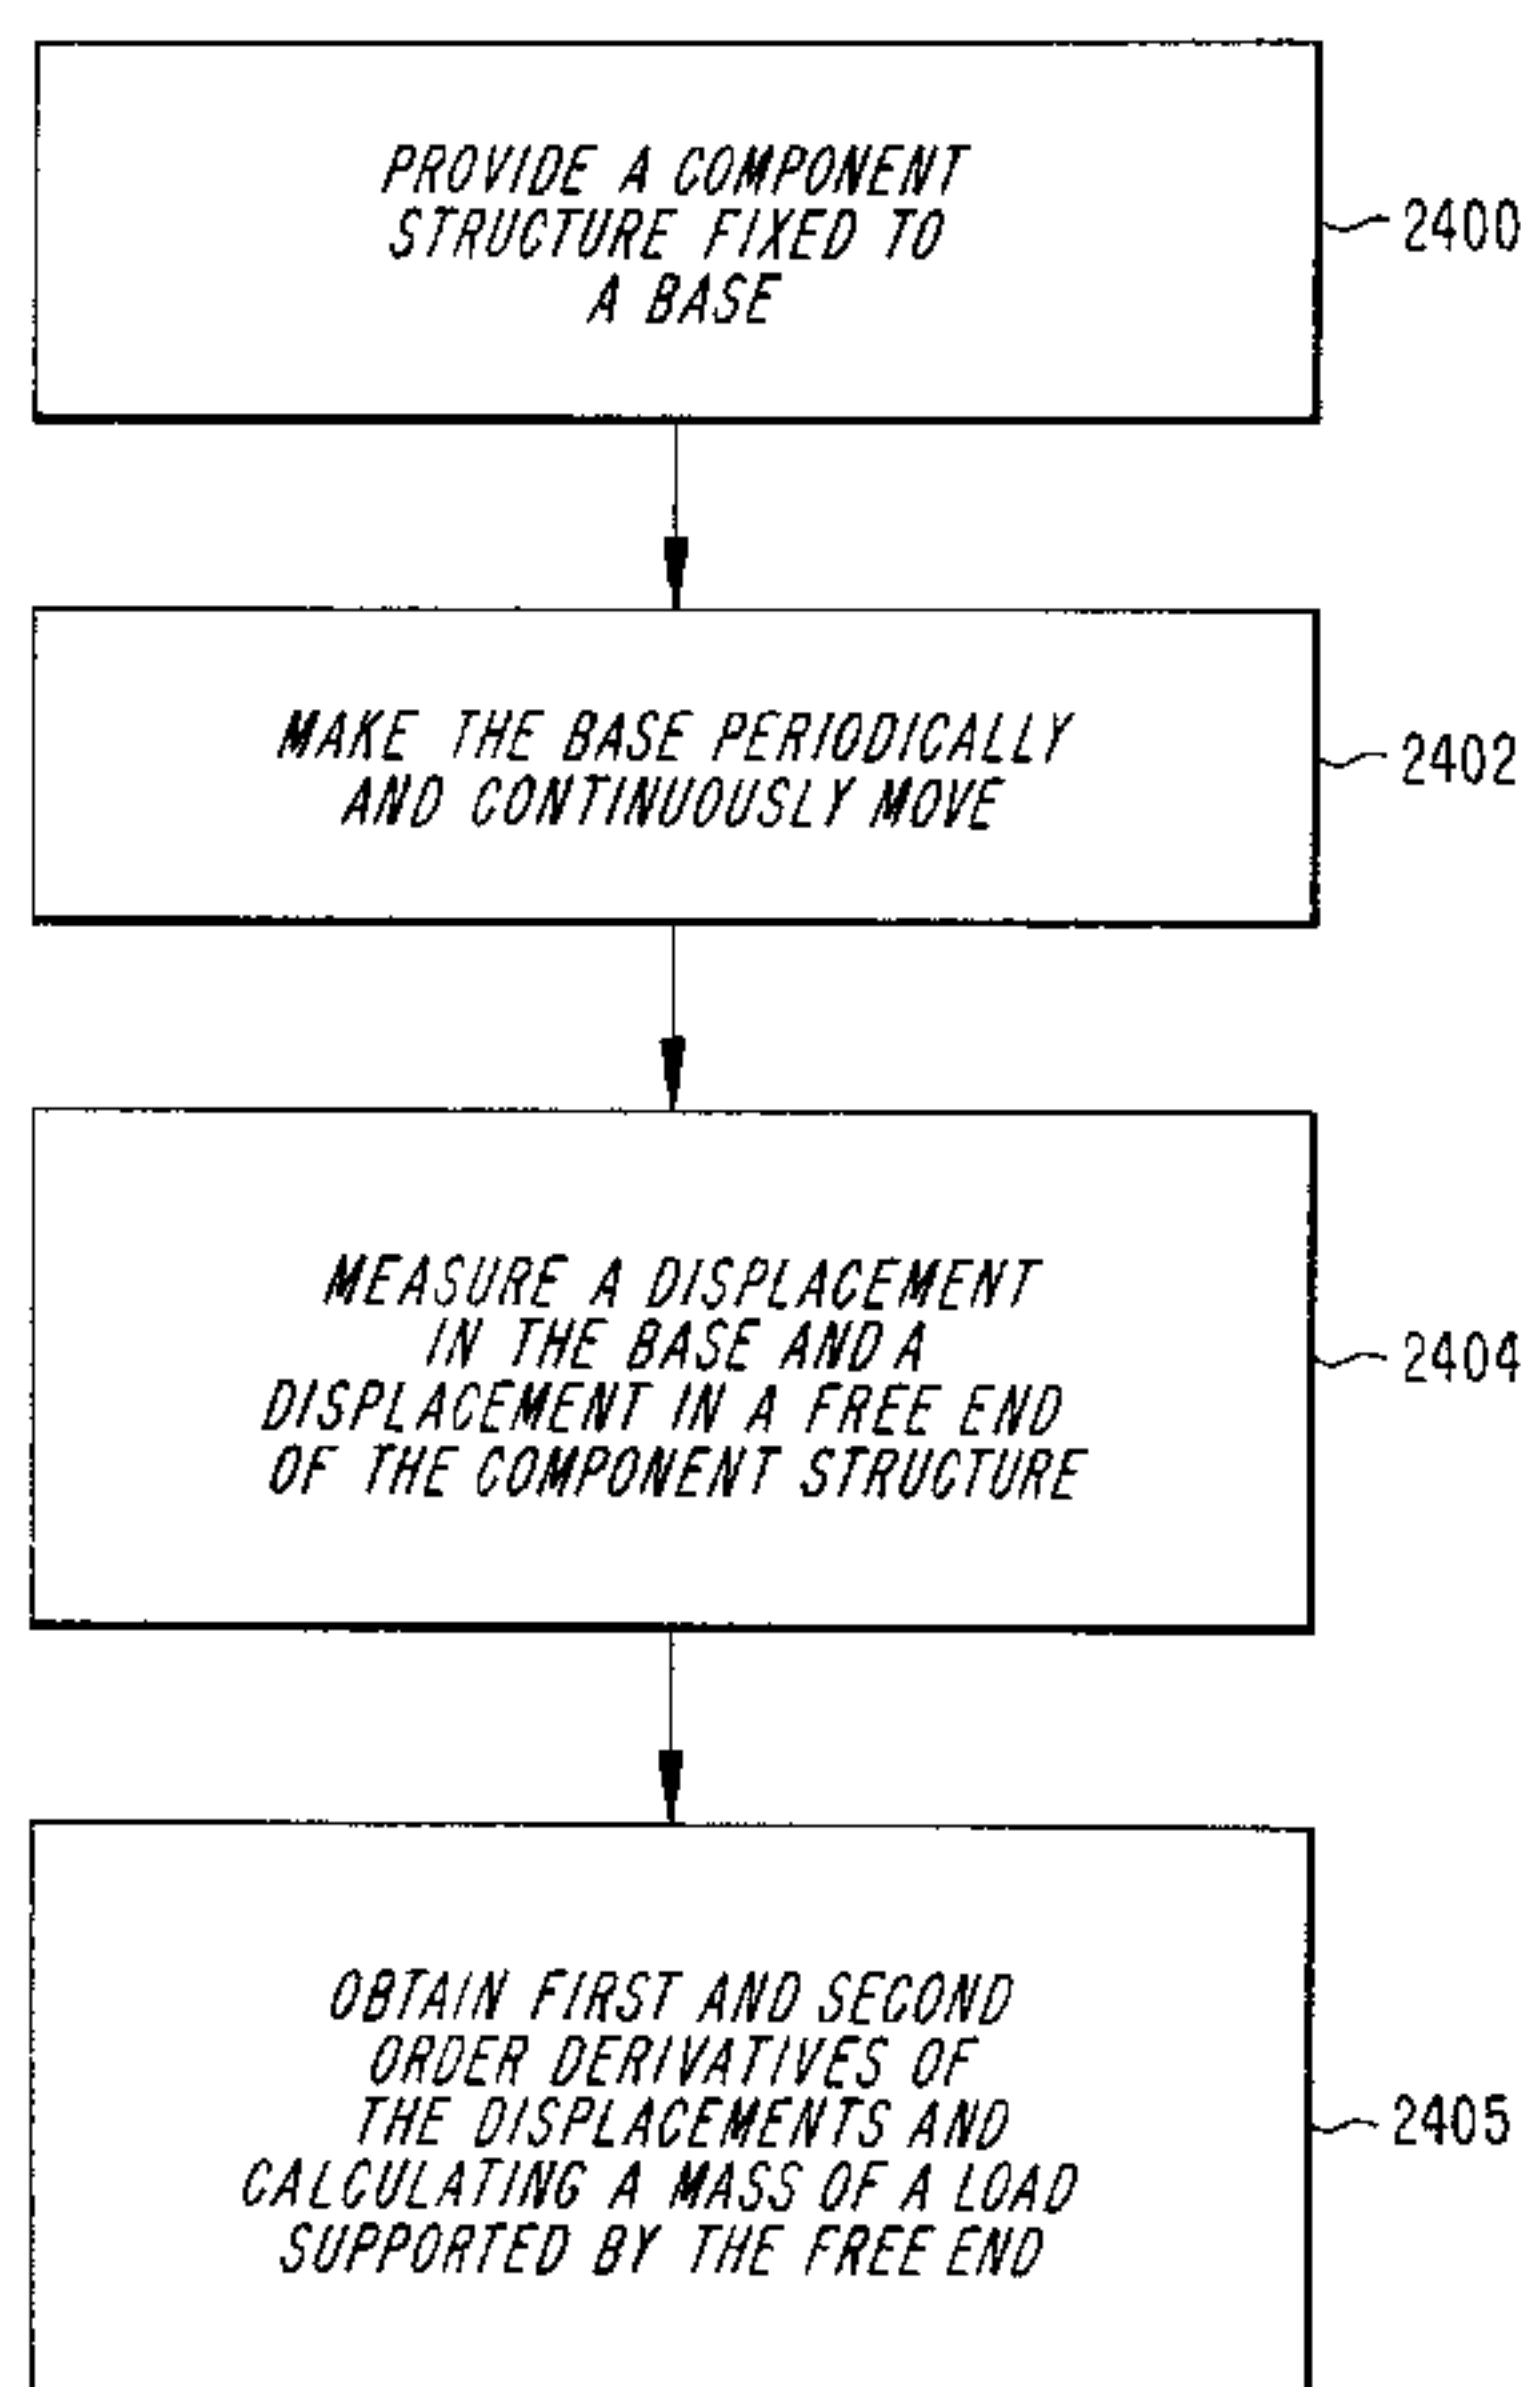 PROVIDE A COMPONENT
STRUCTURE FIXED TO
A BASE
2400
MAKE THE BASE PERIODICALLY
AND CONTINUOUSLY MOVE
2402
MEASURE A DISPLACEMENT
IN THE BASE AND A
DISPLACEMENT IN A FREE END
OF THE COMPONENT STRUCTURE
2404
OBTAIN FIRST AND SECOND
ORDER DERIVATIVES OF
THE DISPLACEMENTS AND
CALCULATING A MASS OF A LOAD
SUPPORTED BY THE FREE END
2405